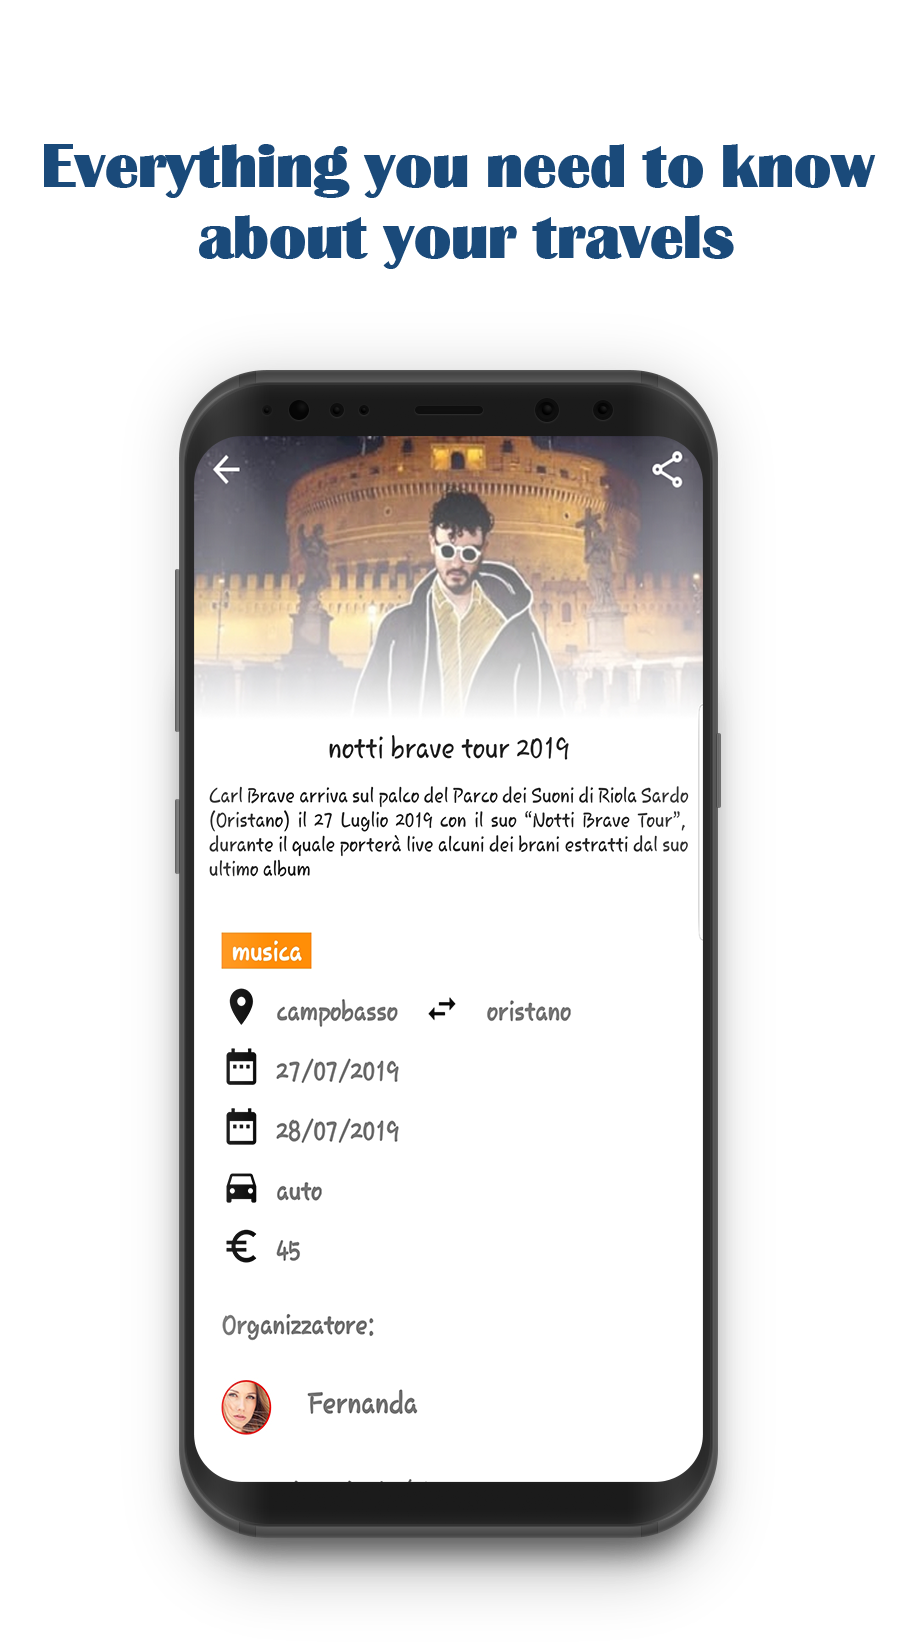 Everything you need to know
about your travels
notti brave tour 2019
Carl Brave arriva sul palco del Parco dei Suoni di Riola Sardo
(Oristano) il 27 Luglio 2019 con il suo “Notti Brave Tour”,
durante il quale porterà live alcuni dei brani estratti dal suo
ultimo album
musica
campobasso oristano
27/07/2019
28/07/2019
auto
€ 45
Organizzatore:
Fernanda